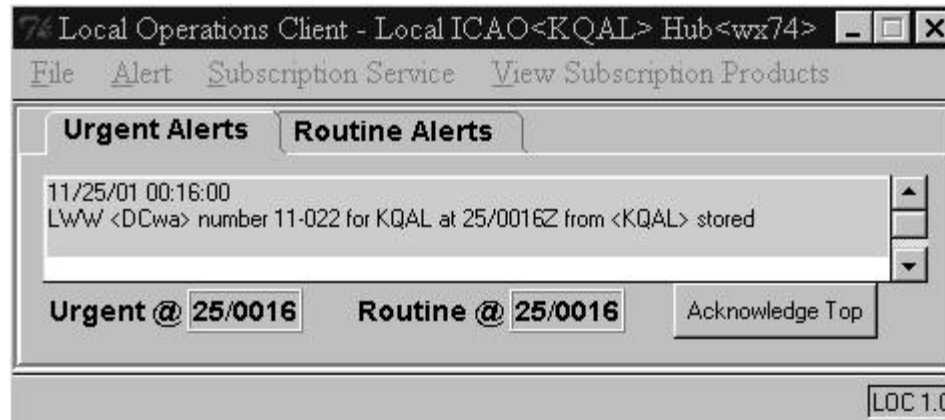 Local Operations Client - Local ICAO<KQAL> Hub<wx74>
File Alert Subscription Service View Subscription Products
Urgent Alerts Routine Alerts
11/25/01 00:16:00
LWW <DCwa> number 11-022 for KQAL at 25/0016Z from <KQAL> stored
Urgent @ 25/0016 Routine @ 25/0016 Acknowledge Top
LOC 1.0